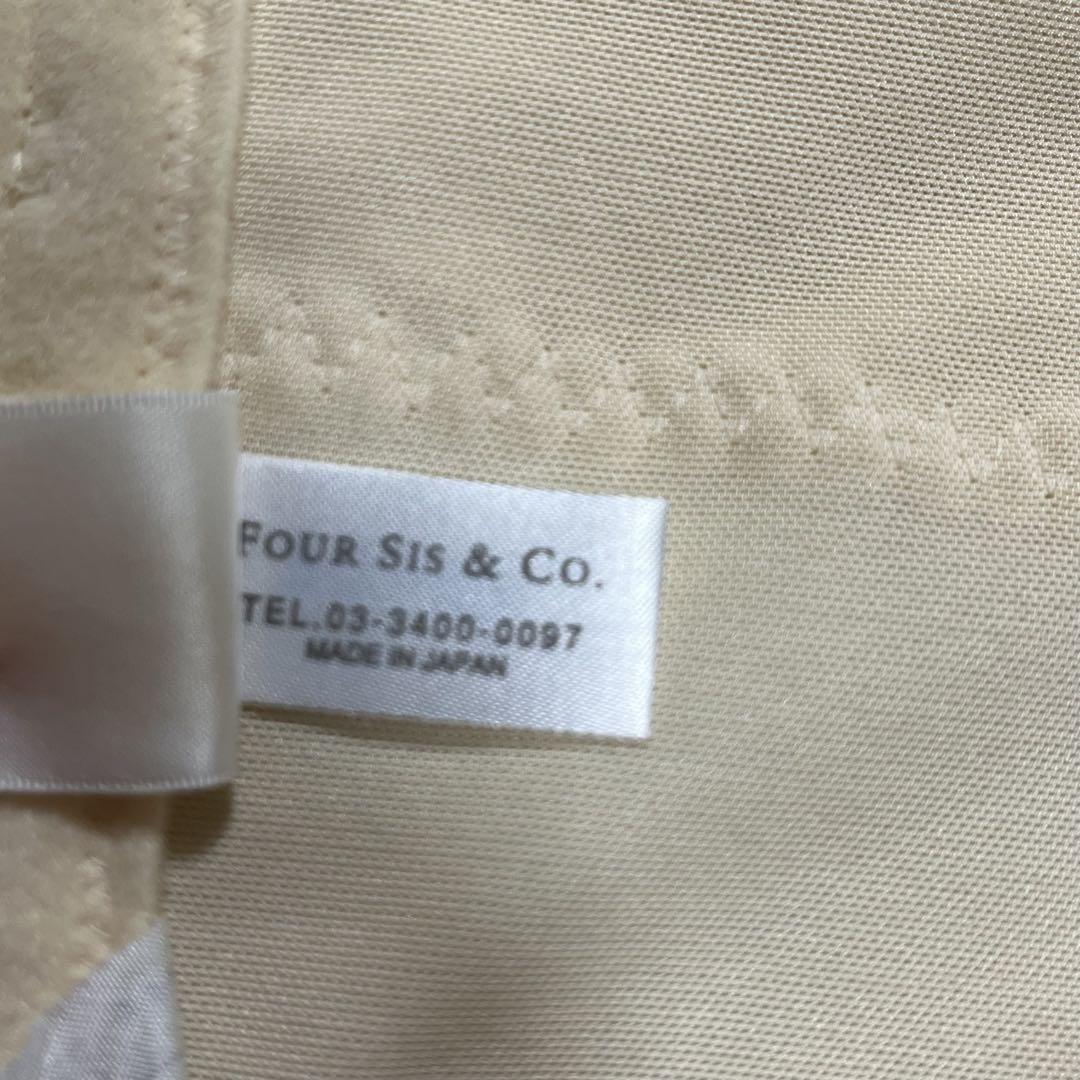 FOUR SIS & CO.
TEL.03-3400-0097
MADE IN JAPAN